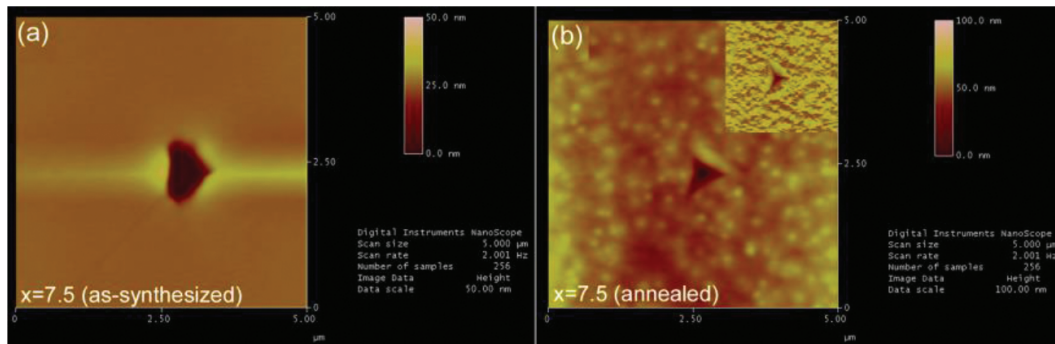 (a)
50.0 nm
25.0 nm
0.0 nm
5.00
2.50
0
0
2.50
5.00
µm
Digital Instruments NanoScope
Scan size 5.000 µm
Scan rate 2.001 Hz
Number of samples 256
Image Data Height
Data scale 50.00 nm
x=7.5 (as-synthesized)
(b)
100.0 nm
50.0 nm
0.0 nm
5.00
2.50
0
0
2.50
5.00
µm
Digital Instruments NanoScope
Scan size 5.000 µm
Scan rate 2.001 Hz
Number of samples 256
Image Data Height
Data scale 100.00 nm
x=7.5 (annealed)